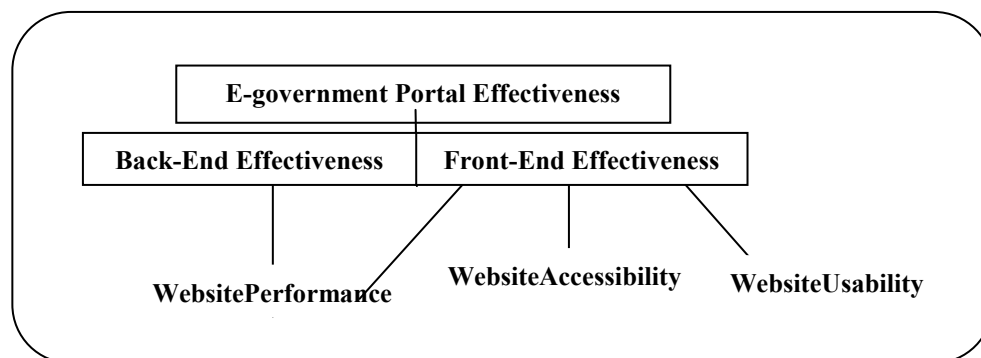 E-government Portal Effectiveness
Back-End Effectiveness
Front-End Effectiveness
WebsitePerformance
WebsiteAccessibility
WebsiteUsability